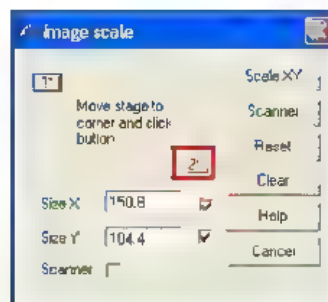 image scale
1"
Scale XY
Move stage to
corner and click
button
Scanner
2"
Reset
Clear
Size X 150.8
Size Y 104.4
Help
Scanner
Cancel